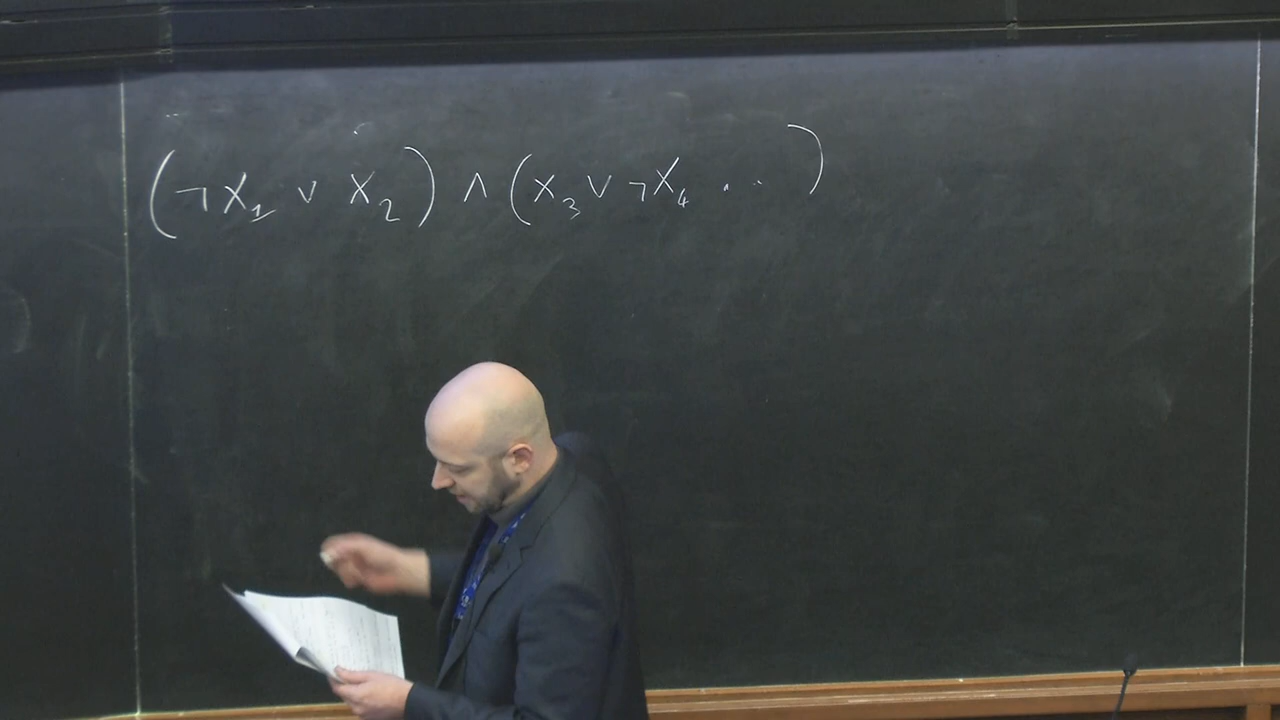 (¬X₁ ∨ X₂) ∧ (X₃ ∨ ¬X₄ ...)